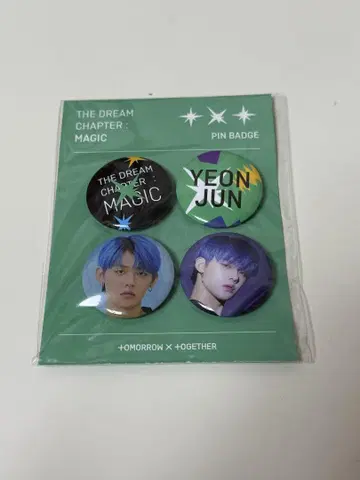 THE DREAM
CHAPTER :
MAGIC
PIN BADGE
THE DREAM
CHAPTER :
MAGIC
YEON
JUN
TOMORROW X TOGETHER